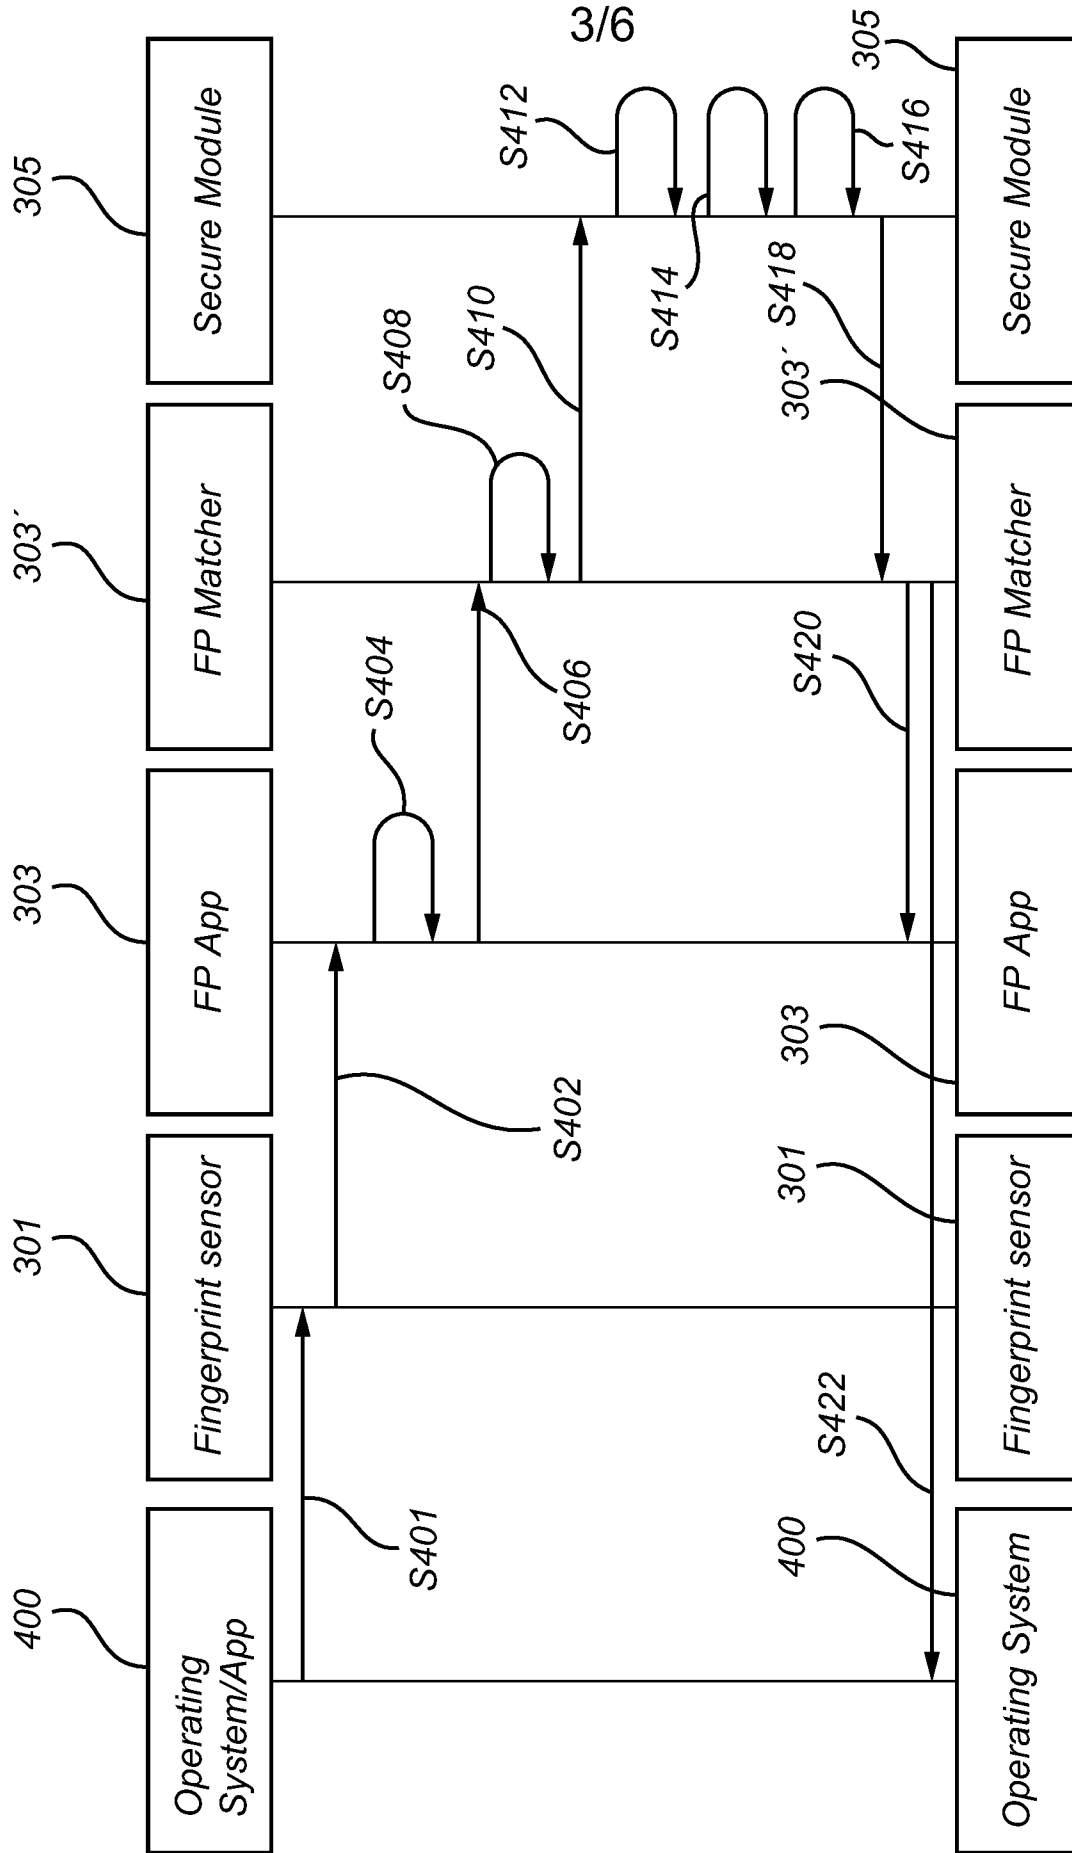 3/6
400
301
303
303´
305
Operating
System/App
Fingerprint sensor
FP App
FP Matcher
Secure Module
S401
S402
S404
S406
S408
S410
S412
S414
S416
S418
S420
S422
400
301
303
303´
305
Operating System
Fingerprint sensor
FP App
FP Matcher
Secure Module